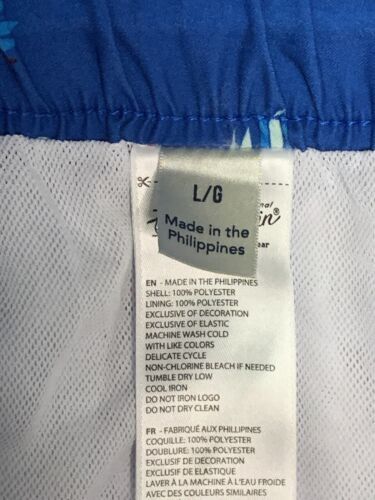 L/G
Made in the
Philippines
EN - MADE IN THE PHILIPPINES
SHELL: 100% POLYESTER
LINING: 100% POLYESTER
EXCLUSIVE OF DECORATION
EXCLUSIVE OF ELASTIC
MACHINE WASH COLD
WITH LIKE COLORS
DELICATE CYCLE
NON-CHLORINE BLEACH IF NEEDED
TUMBLE DRY LOW
COOL IRON
DO NOT IRON LOGO
DO NOT DRY CLEAN
FR - FABRIQUÉ AUX PHILLIPINES
COQUILLE: 100% POLYESTER
DOUBLURE: 100% POLYESTER
EXCLUSIF DE DECORATION
EXCLUSIF DE ELASTIQUE
LAVER À LA MACHINE À L'EAU FROIDE
AVEC DES COULEURS SIMILAIRES